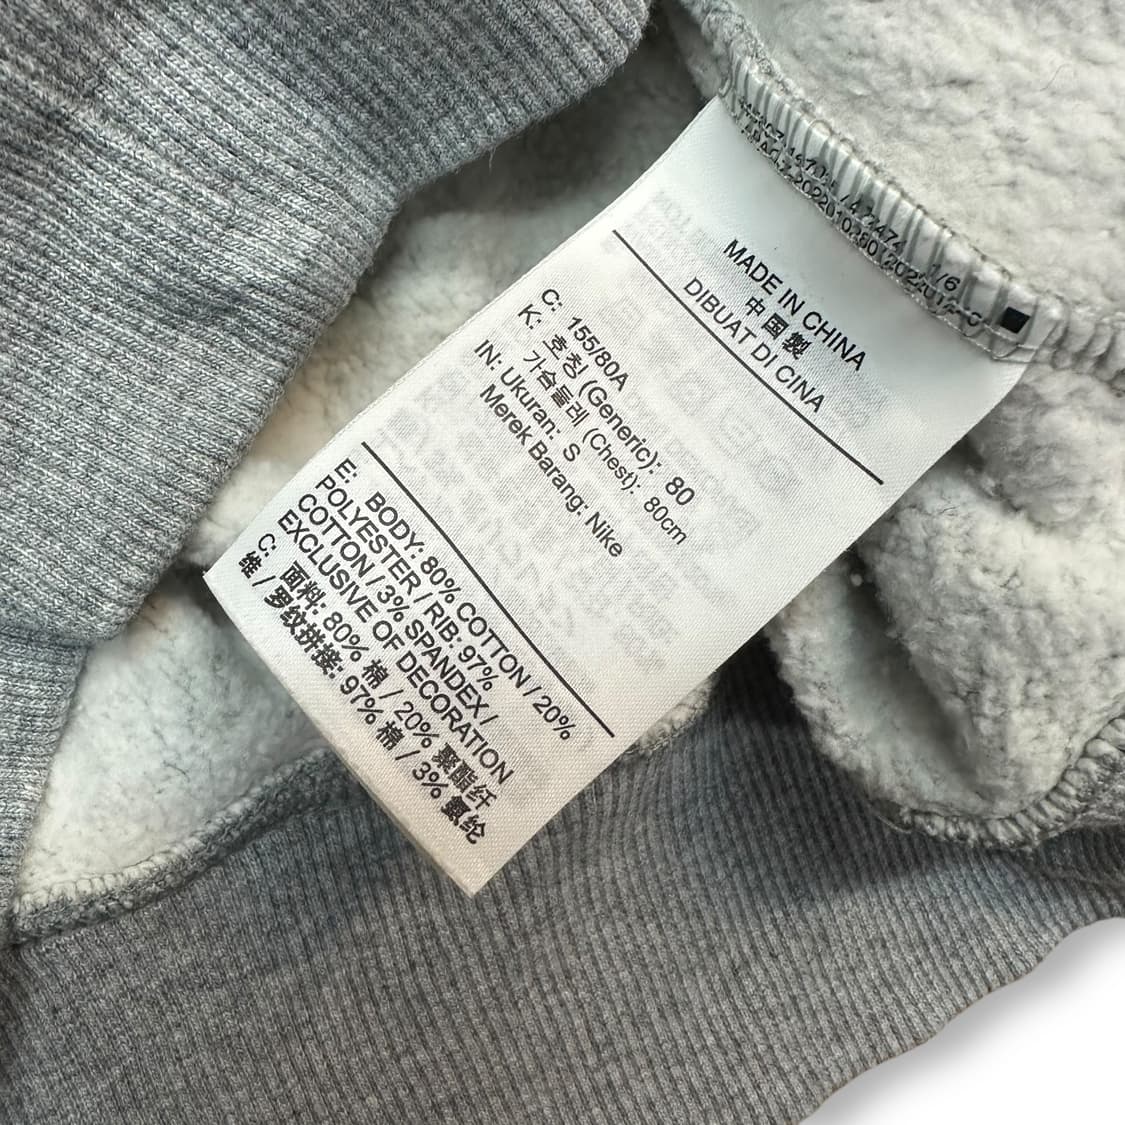 1/6
MADE IN CHINA
中国製
DIBUAT DI CINA
C: 155/80A
K: 호칭 (Generic): 80
가슴둘레 (Chest): 80cm
IN: Ukuran: S
Merek Barang: Nike
E: BODY: 80% COTTON / 20%
POLYESTER / RIB: 97%
COTTON / 3% SPANDEX /
EXCLUSIVE OF DECORATION
C: 面料: 80% 棉 / 20% 聚酯纤
维 / 罗纹拼接: 97% 棉 / 3% 氨纶